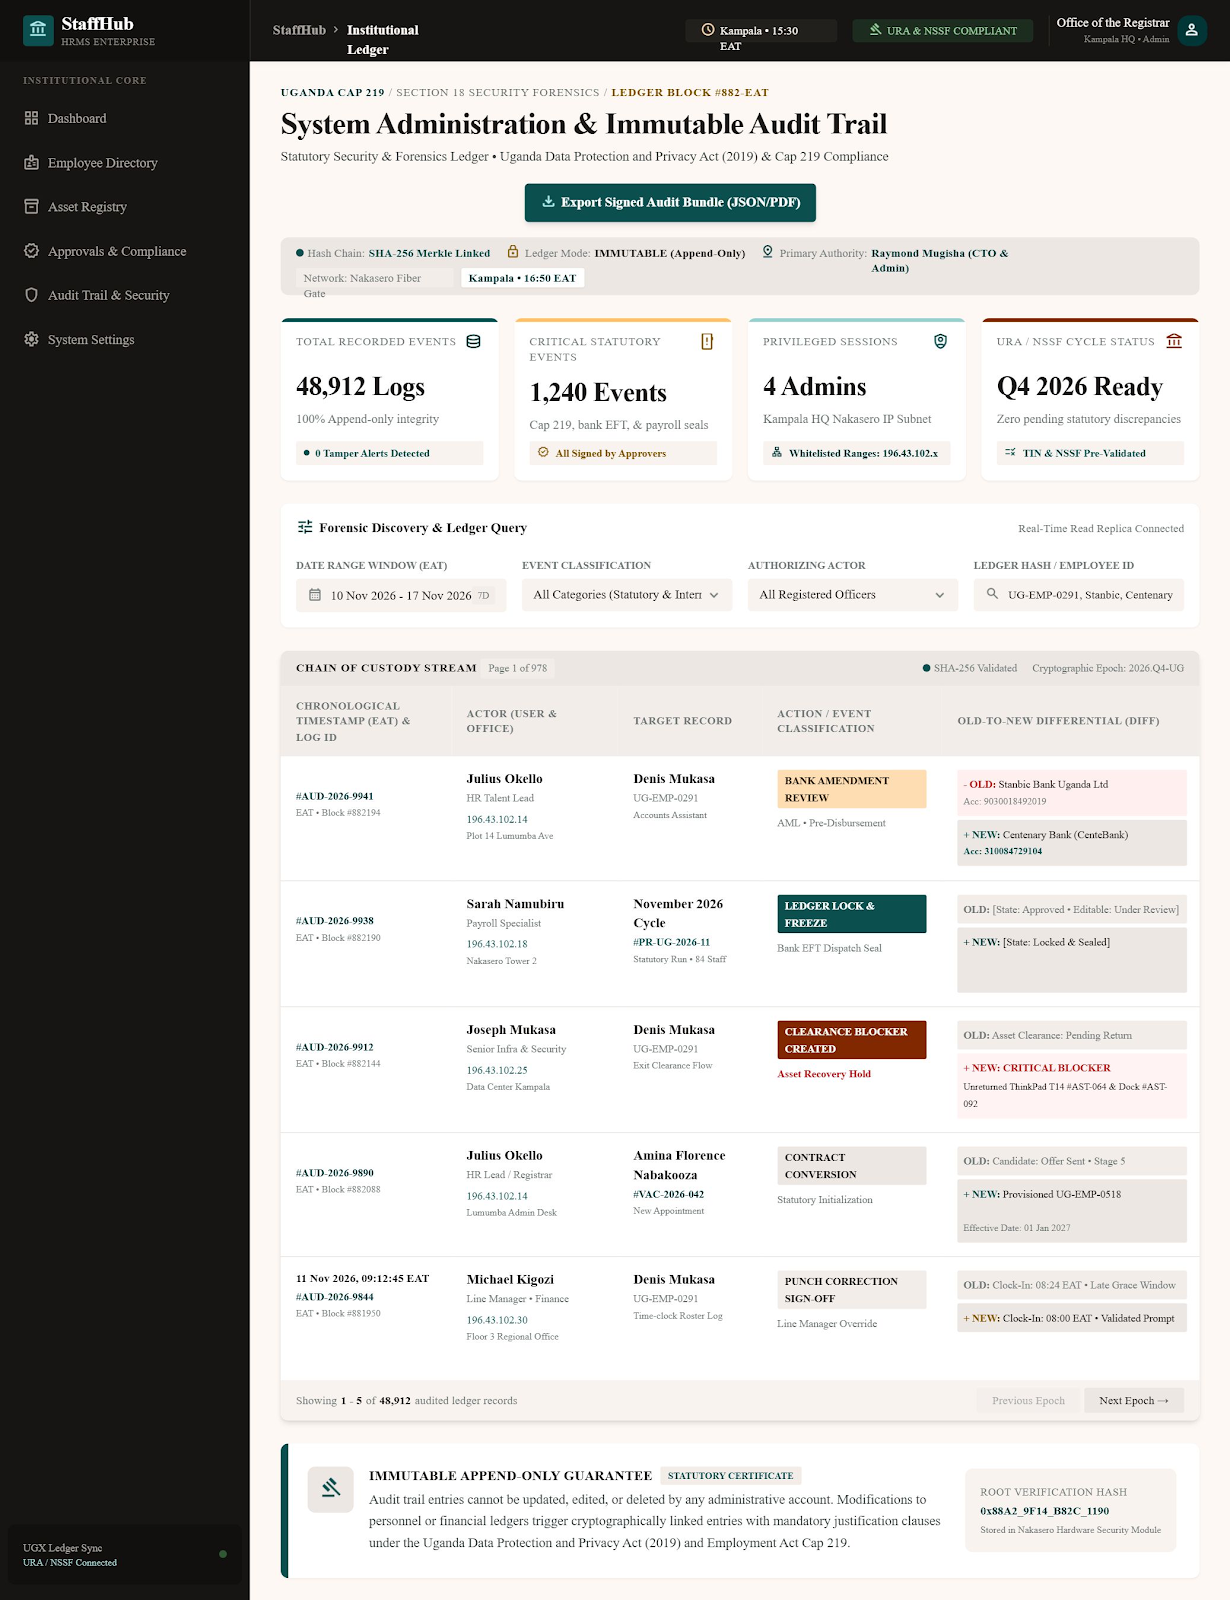 StaffHub
HRMS ENTERPRISE
StaffHub › Institutional
Ledger
Kampala • 15:30
EAT
URA & NSSF COMPLIANT
Office of the Registrar
Kampala HQ • Admin
INSTITUTIONAL CORE
Dashboard
Employee Directory
Asset Registry
Approvals & Compliance
Audit Trail & Security
System Settings
UGX Ledger Sync
URA / NSSF Connected
UGANDA CAP 219 / SECTION 18 SECURITY FORENSICS / LEDGER BLOCK #882-EAT
System Administration & Immutable Audit Trail
Statutory Security & Forensics Ledger • Uganda Data Protection and Privacy Act (2019) & Cap 219 Compliance
Export Signed Audit Bundle (JSON/PDF)
Hash Chain: SHA-256 Merkle Linked
Ledger Mode: IMMUTABLE (Append-Only)
Primary Authority: Raymond Mugisha (CTO &
Admin)
Network: Nakasero Fiber
Gate
Kampala • 16:50 EAT
TOTAL RECORDED EVENTS
48,912 Logs
100% Append-only integrity
0 Tamper Alerts Detected
CRITICAL STATUTORY
EVENTS
1,240 Events
Cap 219, bank EFT, & payroll seals
All Signed by Approvers
PRIVILEGED SESSIONS
4 Admins
Kampala HQ Nakasero IP Subnet
Whitelisted Ranges: 196.43.102.x
URA / NSSF CYCLE STATUS
Q4 2026 Ready
Zero pending statutory discrepancies
TIN & NSSF Pre-Validated
Forensic Discovery & Ledger Query
Real-Time Read Replica Connected
DATE RANGE WINDOW (EAT)
10 Nov 2026 - 17 Nov 2026 7D
EVENT CLASSIFICATION
All Categories (Statutory & Intern
AUTHORIZING ACTOR
All Registered Officers
LEDGER HASH / EMPLOYEE ID
UG-EMP-0291, Stanbic, Centenary
CHAIN OF CUSTODY STREAM Page 1 of 978
SHA-256 Validated
Cryptographic Epoch: 2026.Q4-UG
CHRONOLOGICAL
TIMESTAMP (EAT) &
LOG ID
ACTOR (USER &
OFFICE)
TARGET RECORD
ACTION / EVENT
CLASSIFICATION
OLD-TO-NEW DIFFERENTIAL (DIFF)
#AUD-2026-9941
EAT • Block #882194
Julius Okello
HR Talent Lead
196.43.102.14
Plot 14 Lumumba Ave
Denis Mukasa
UG-EMP-0291
Accounts Assistant
BANK AMENDMENT
REVIEW
AML • Pre-Disbursement
- OLD: Stanbic Bank Uganda Ltd
Acc: 9030018492019
+ NEW: Centenary Bank (CenteBank)
Acc: 310084729104
#AUD-2026-9938
EAT • Block #882190
Sarah Namubiru
Payroll Specialist
196.43.102.18
Nakasero Tower 2
November 2026
Cycle
#PR-UG-2026-11
Statutory Run • 84 Staff
LEDGER LOCK &
FREEZE
Bank EFT Dispatch Seal
OLD: [State: Approved • Editable: Under Review]
+ NEW: [State: Locked & Sealed]
#AUD-2026-9912
EAT • Block #882144
Joseph Mukasa
Senior Infra & Security
196.43.102.25
Data Center Kampala
Denis Mukasa
UG-EMP-0291
Exit Clearance Flow
CLEARANCE BLOCKER
CREATED
Asset Recovery Hold
OLD: Asset Clearance: Pending Return
+ NEW: CRITICAL BLOCKER
Unreturned ThinkPad T14 #AST-064 & Dock #AST-
092
#AUD-2026-9890
EAT • Block #882088
Julius Okello
HR Lead / Registrar
196.43.102.14
Lumumba Admin Desk
Amina Florence
Nabakooza
#VAC-2026-042
New Appointment
CONTRACT
CONVERSION
Statutory Initialization
OLD: Candidate: Offer Sent • Stage 5
+ NEW: Provisioned UG-EMP-0518
Effective Date: 01 Jan 2027
11 Nov 2026, 09:12:45 EAT
#AUD-2026-9844
EAT • Block #881950
Michael Kigozi
Line Manager • Finance
196.43.102.30
Floor 3 Regional Office
Denis Mukasa
UG-EMP-0291
Time-clock Roster Log
PUNCH CORRECTION
SIGN-OFF
Line Manager Override
OLD: Clock-In: 08:24 EAT • Late Grace Window
+ NEW: Clock-In: 08:00 EAT • Validated Prompt
Showing 1 - 5 of 48,912 audited ledger records
Previous Epoch
Next Epoch →
IMMUTABLE APPEND-ONLY GUARANTEE STATUTORY CERTIFICATE
Audit trail entries cannot be updated, edited, or deleted by any administrative account. Modifications to
personnel or financial ledgers trigger cryptographically linked entries with mandatory justification clauses
under the Uganda Data Protection and Privacy Act (2019) and Employment Act Cap 219.
ROOT VERIFICATION HASH
0x88A2_9F14_B82C_1190
Stored in Nakasero Hardware Security Module